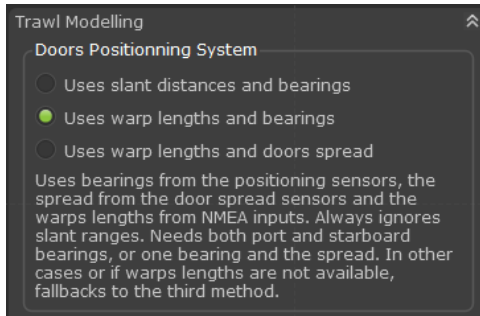 Trawl Modelling
Doors Positionning System
Uses slant distances and bearings
Uses warp lengths and bearings
Uses warp lengths and doors spread
Uses bearings from the positioning sensors, the
spread from the door spread sensors and the
warps lengths from NMEA inputs. Always ignores
slant ranges. Needs both port and starboard
bearings, or one bearing and the spread. In other
cases or if warps lengths are not available,
fallbacks to the third method.